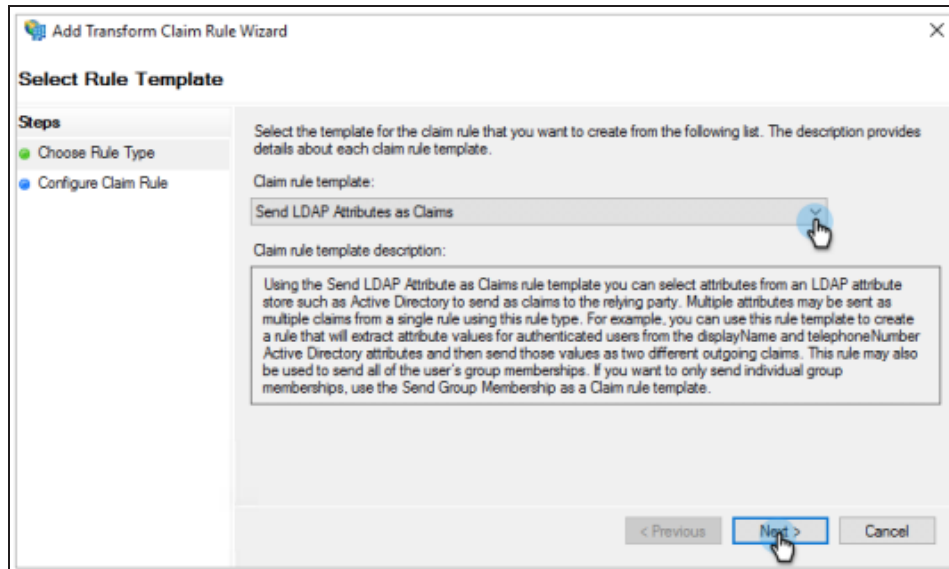 Add Transform Claim Rule Wizard
Select Rule Template
Steps
Choose Rule Type
Configure Claim Rule
Select the template for the claim rule that you want to create from the following list. The description provides
details about each claim rule template.
Claim rule template:
Send LDAP Attributes as Claims
Claim rule template description:
Using the Send LDAP Attribute as Claims rule template you can select attributes from an LDAP attribute
store such as Active Directory to send as claims to the relying party. Multiple attributes may be sent as
multiple claims from a single rule using this rule type. For example, you can use this rule template to create
a rule that will extract attribute values for authenticated users from the displayName and telephoneNumber
Active Directory attributes and then send those values as two different outgoing claims. This rule may also
be used to send all of the user's group memberships. If you want to only send individual group
memberships, use the Send Group Membership as a Claim rule template.
< Previous
Next >
Cancel